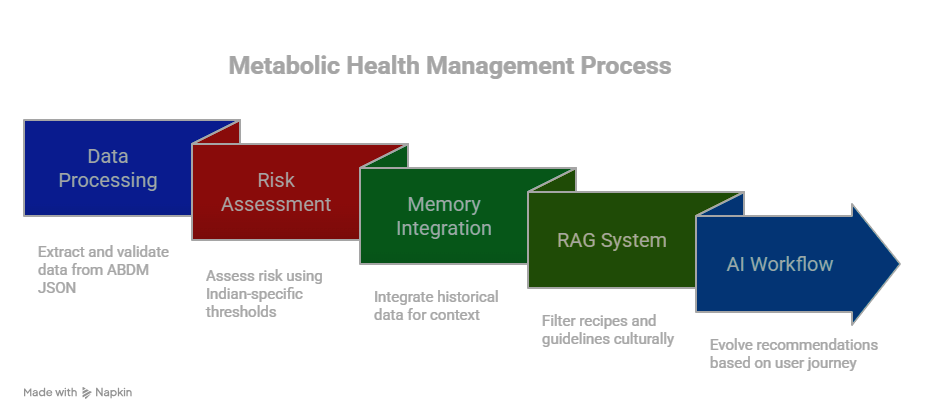 Metabolic Health Management Process
Data
Processing
Extract and validate
data from ABDM
JSON
Risk
Assessment
Assess risk using
Indian-specific
thresholds
Memory
Integration
Integrate historical
data for context
RAG System
Filter recipes and
guidelines culturally
AI Workflow
Evolve recommendations
based on user journey
Made with Napkin